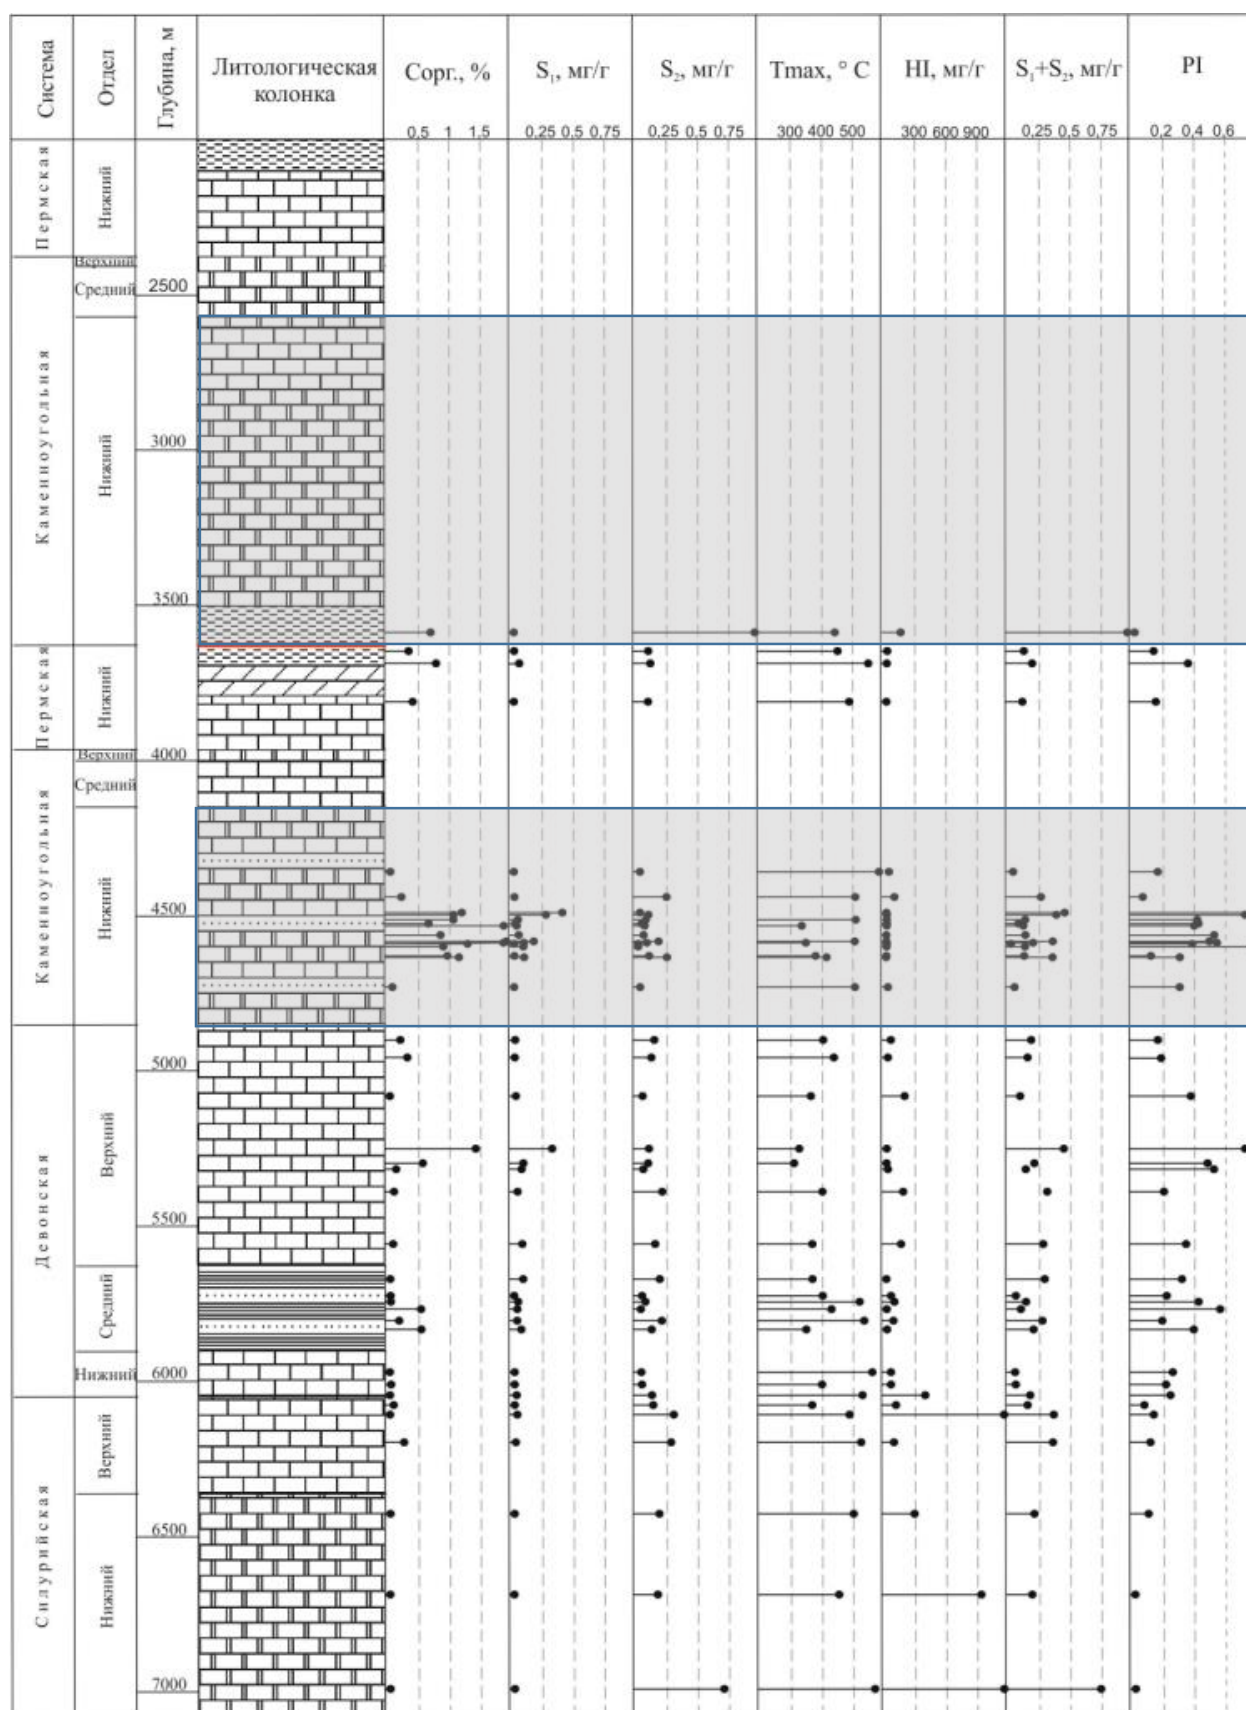 Система
Отдел
Глубина, м
Литологическая
колонка
Сорг., %
S₁, мг/г
S₂, мг/г
Tmax, ° C
HI, мг/г
S₁+S₂, мг/г
PI
0,5 1 1,5
0,25 0,5 0,75
0,25 0,5 0,75
300 400 500
300 600 900
0,25 0,5 0,75
0,2 0,4 0,6
Пермская
Нижний
Каменноугольная
Верхний
Средний
2500
Нижний
3000
3500
Пермская
Нижний
Каменноугольная
Верхний
4000
Средний
Нижний
4500
Девонская
Верхний
5000
5500
Средний
Нижний
6000
Силурийская
Верхний
Нижний
6500
7000